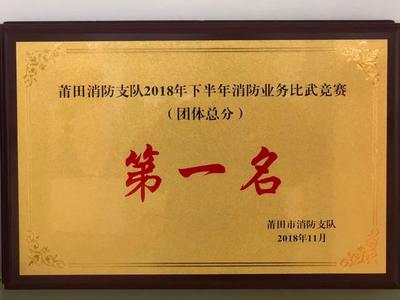 莆田消防支队2018年下半年消防业务比武竞赛
（团体总分）
第一名
莆田市消防支队
2018年11月